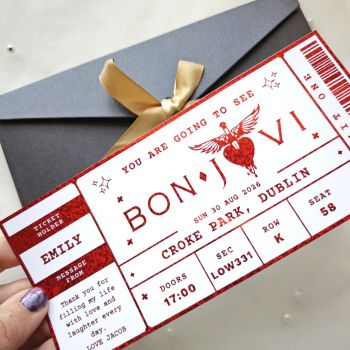 YOU ARE GOING TO SEE
BON JOVI
SUN 30 AUG 2026
CROKE PARK, DUBLIN
DOORS
17:00
SEC
LOW331
ROW
K
SEAT
58
TICKET
HOLDER
EMILY
MESSAGE
FROM
Thank you for
filling my life
with love and
laughter every
day.
LOVE JACOB